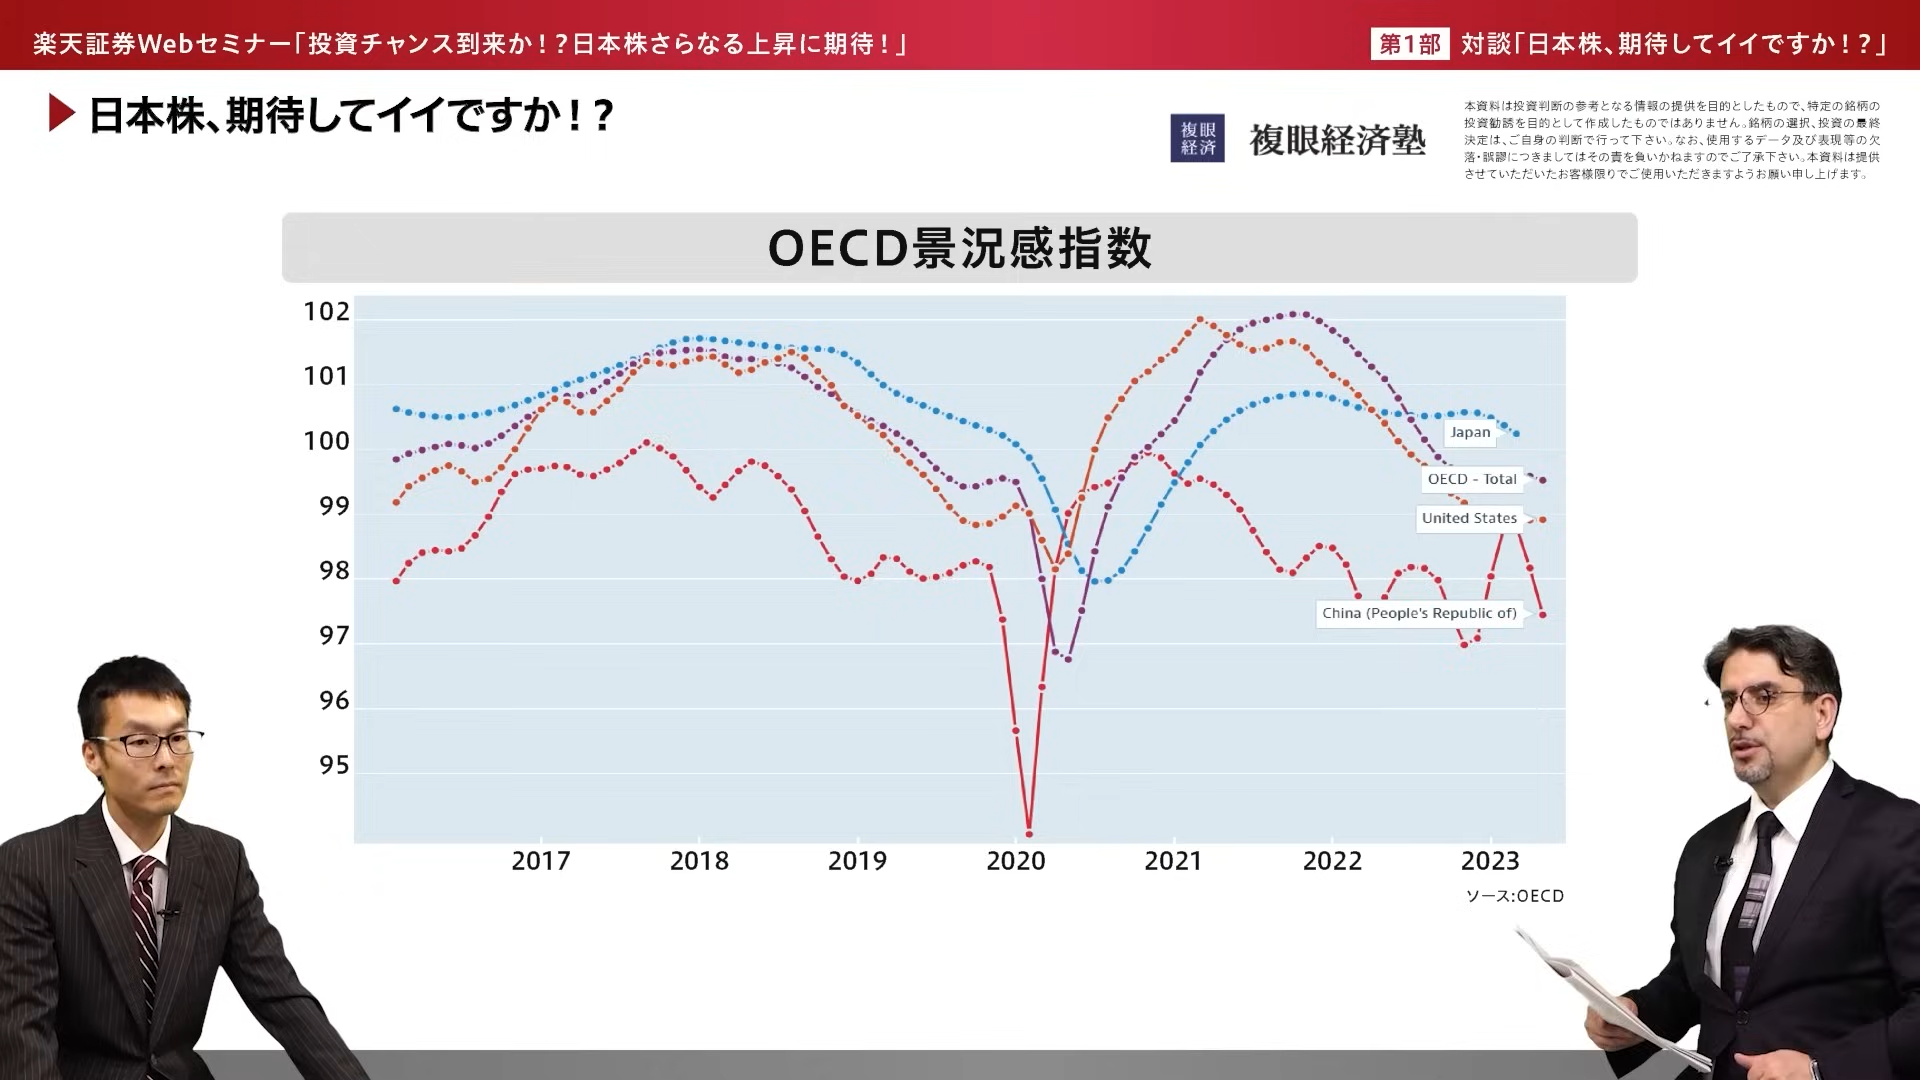 楽天証券Webセミナー「投資チャンス到来か！？日本株さらなる上昇に期待！」
第1部 対談「日本株、期待してイイですか！？」
日本株、期待してイイですか！？
複眼
経済
複眼経済塾
本資料は投資判断の参考となる情報の提供を目的としたもので、特定の銘柄の
投資勧誘を目的として作成したものではありません。銘柄の選択、投資の最終
決定は、ご自身の判断で行って下さい。なお、使用するデータ及び表現等の欠
落・誤謬につきましてはその責を負いかねますのでご了承下さい。本資料は提供
させていただいたお客様限りでご使用いただきますようお願い申し上げます。
OECD景況感指数
102
101
100
99
98
97
96
95
Japan
OECD - Total
United States
China (People's Republic of)
2017 2018 2019 2020 2021 2022 2023
ソース:OECD